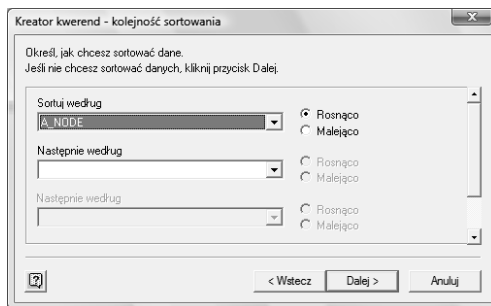 Kreator kwerend - kolejność sortowania
Określ, jak chcesz sortować dane.
Jeśli nie chcesz sortować danych, kliknij przycisk Dalej.
Sortuj według
A_NODE
Rosnąco
Malejąco
Następnie według
Rosnąco
Malejąco
Następnie według
Rosnąco
Malejąco
?
< Wstecz
Dalej >
Anuluj